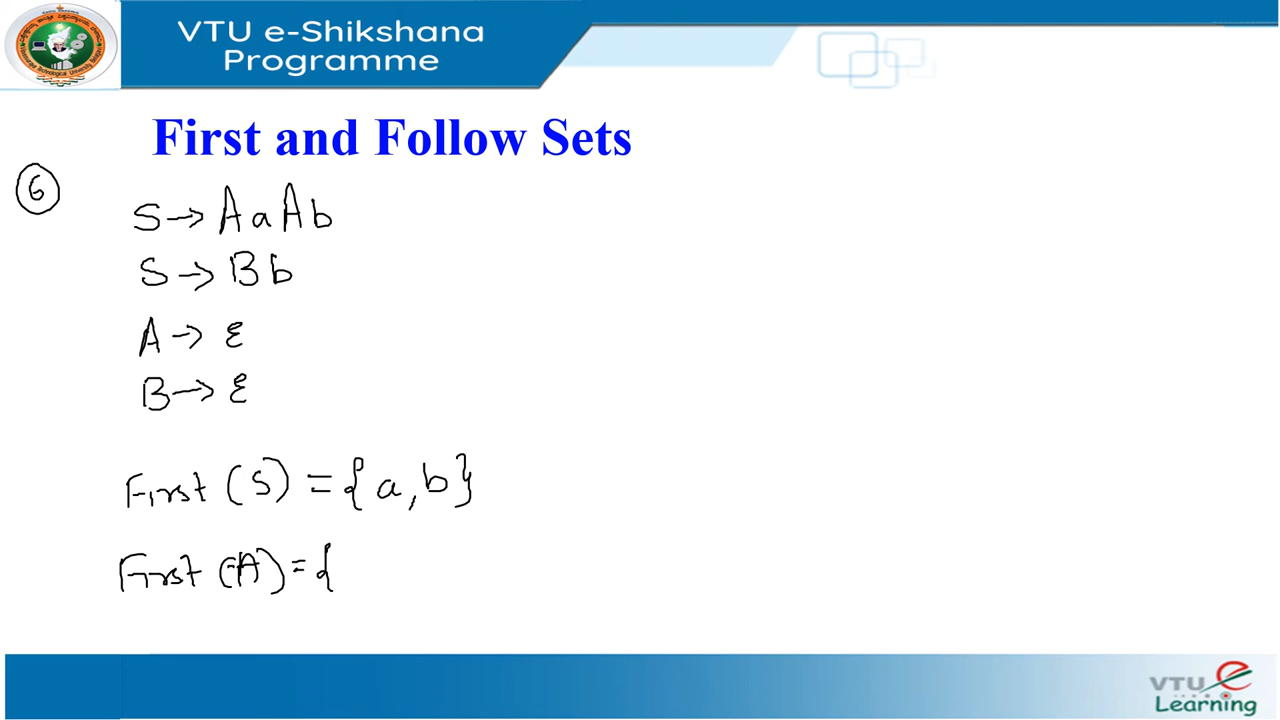 VTU e-Shikshana
Programme
First and Follow Sets
6
S → AaAb
S → Bb
A → ε
B → ε
First (S) = {a, b}
First (A) = {
VTU e
Learning